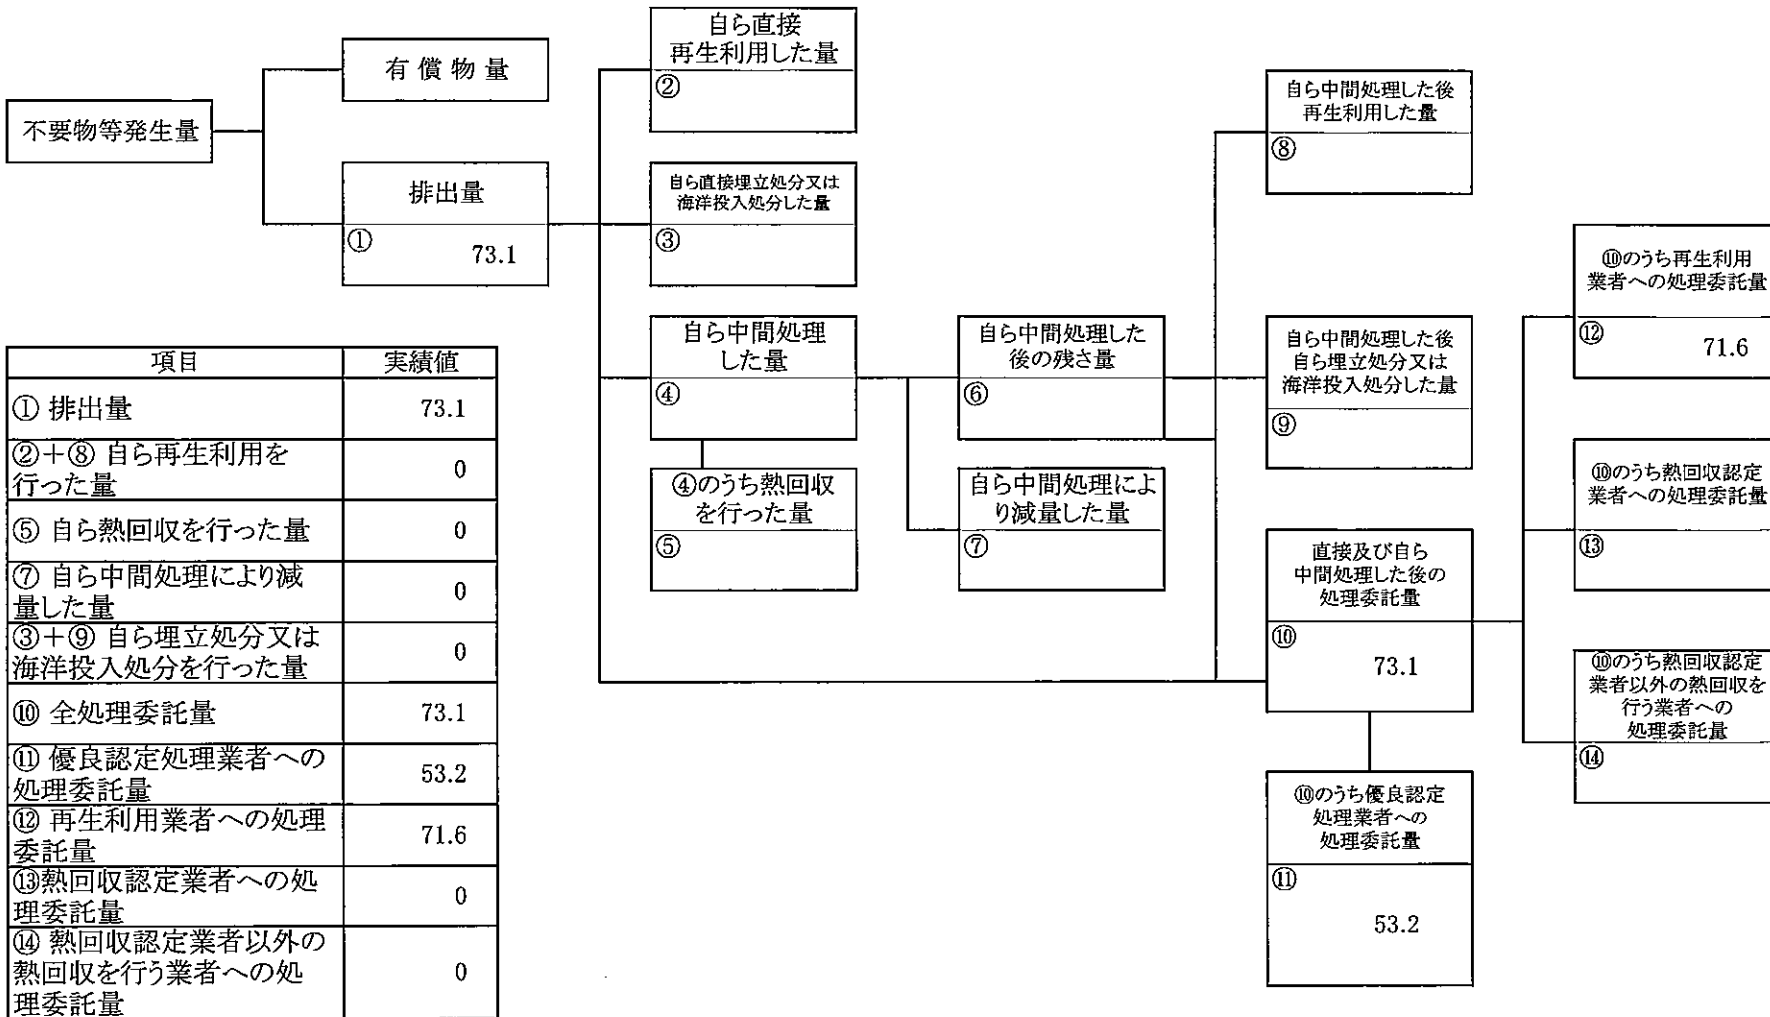 不要物等発生量
有償物量
排出量
①
73.1
自ら直接
再生利用した量
②
自ら直接埋立処分又は
海洋投入処分した量
③
自ら中間処理
した量
④
④のうち熱回収
を行った量
⑤
自ら中間処理した
後の残さ量
⑥
自ら中間処理によ
り減量した量
⑦
自ら中間処理した後
再生利用した量
⑧
自ら中間処理した後
自ら埋立処分又は
海洋投入処分した量
⑨
直接及び自ら
中間処理した後の
処理委託量
⑩
73.1
⑩のうち優良認定
処理業者への
処理委託量
⑪
53.2
⑩のうち再生利用
業者への処理委託量
⑫
71.6
⑩のうち熱回収認定
業者への処理委託量
⑬
⑩のうち熱回収認定
業者以外の熱回収を
行う業者への
処理委託量
⑭
項目 実績値
① 排出量 73.1
②+⑧ 自ら再生利用を
行った量 0
⑤ 自ら熱回収を行った量 0
⑦ 自ら中間処理により減
量した量 0
③+⑨ 自ら埋立処分又は
海洋投入処分を行った量 0
⑩ 全処理委託量 73.1
⑪ 優良認定処理業者への
処理委託量 53.2
⑫ 再生利用業者への処理
委託量 71.6
⑬熱回収認定業者への処
理委託量 0
⑭ 熱回収認定業者以外の
熱回収を行う業者への処
理委託量 0